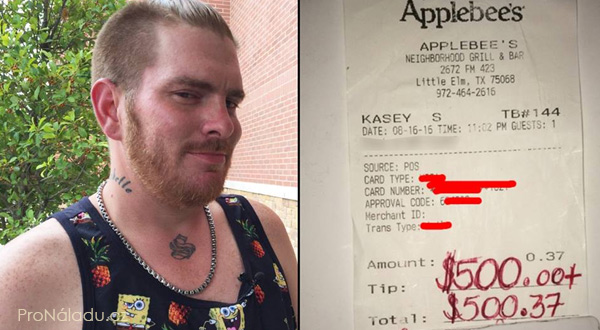 ProNáladu.cz
Applebee's
APPLEBEE'S
NEIGHBORHOOD GRILL & BAR
2672 FM 423
Little Elm, TX 75068
972-464-2616
KASEY S TB#144
DATE: 08-16-16 TIME: 11:02 PM GUESTS: 1
SOURCE: POS
CARD TYPE:
CARD NUMBER:
APPROVAL CODE:
Merchant ID:
Trans Type:
Amount: 0.37
Tip: $500.00+
Total: $500.37